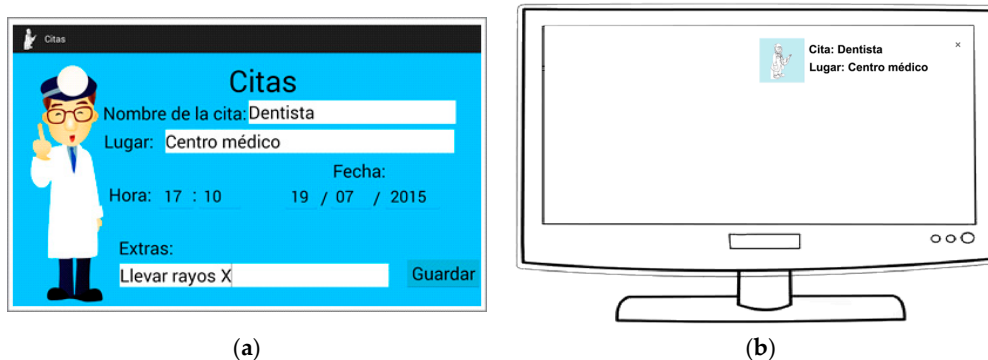 Citas
Citas
Nombre de la cita: Dentista
Lugar: Centro médico
Fecha:
Hora: 17 : 10 19 / 07 / 2015
Extras:
Llevar rayos X
Guardar
(a)
Cita: Dentista
×
Lugar: Centro médico
(b)